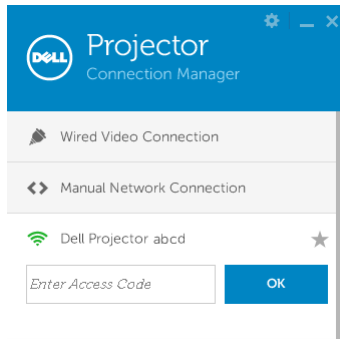 DELL
Projector
Connection Manager
Wired Video Connection
Manual Network Connection
Dell Projector abcd
Enter Access Code
OK